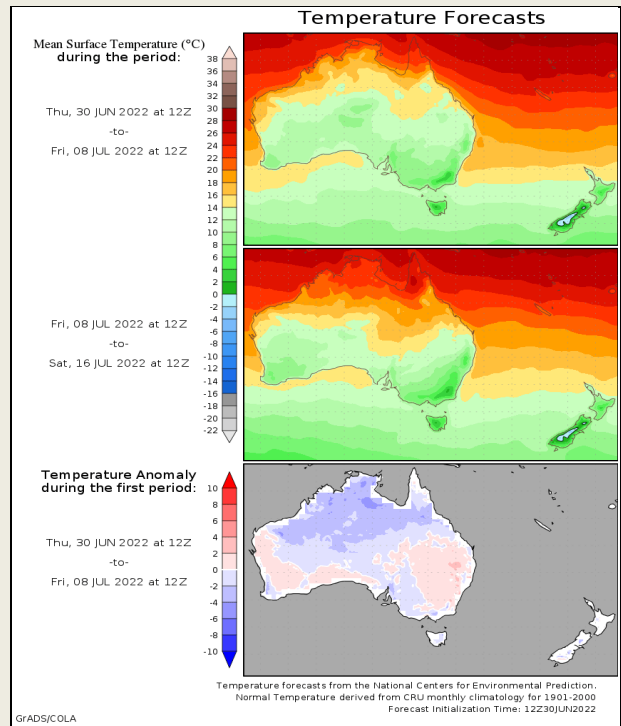 Temperature Forecasts
Mean Surface Temperature (°C)
during the period:
Thu, 30 JUN 2022 at 12Z
-to-
Fri, 08 JUL 2022 at 12Z
38
36
34
32
30
28
26
24
22
20
18
16
14
12
10
8
6
4
2
0
-2
-4
-6
-8
-10
-12
-14
-16
-18
-20
-22
Fri, 08 JUL 2022 at 12Z
-to-
Sat, 16 JUL 2022 at 12Z
Temperature Anomaly
during the first period:
Thu, 30 JUN 2022 at 12Z
-to-
Fri, 08 JUL 2022 at 12Z
10
8
6
4
2
0
-2
-4
-6
-8
-10
Temperature forecasts from the National Centers for Environmental Prediction.
Normal Temperature derived from CRU monthly climatology for 1901-2000
Forecast Initialization Time: 12Z30JUN2022
GrADS/COLA